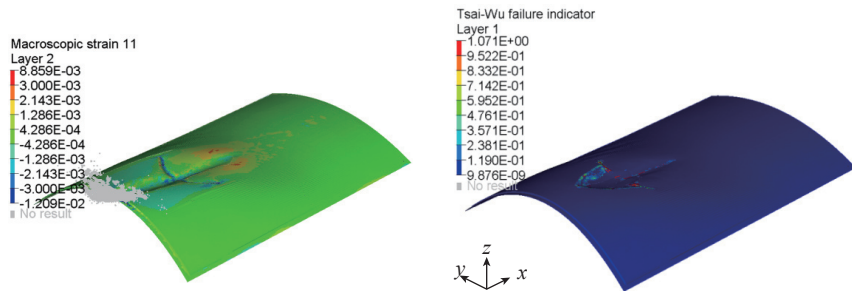 Macroscopic strain 11
Layer 2
8.859E-03
3.000E-03
2.143E-03
1.286E-03
4.286E-04
-4.286E-04
-1.286E-03
-2.143E-03
-3.000E-03
-1.209E-02
No result
Tsai-Wu failure indicator
Layer 1
1.071E+00
9.522E-01
8.332E-01
7.142E-01
5.952E-01
4.761E-01
3.571E-01
2.381E-01
1.190E-01
9.876E-09
No result
z
y
x